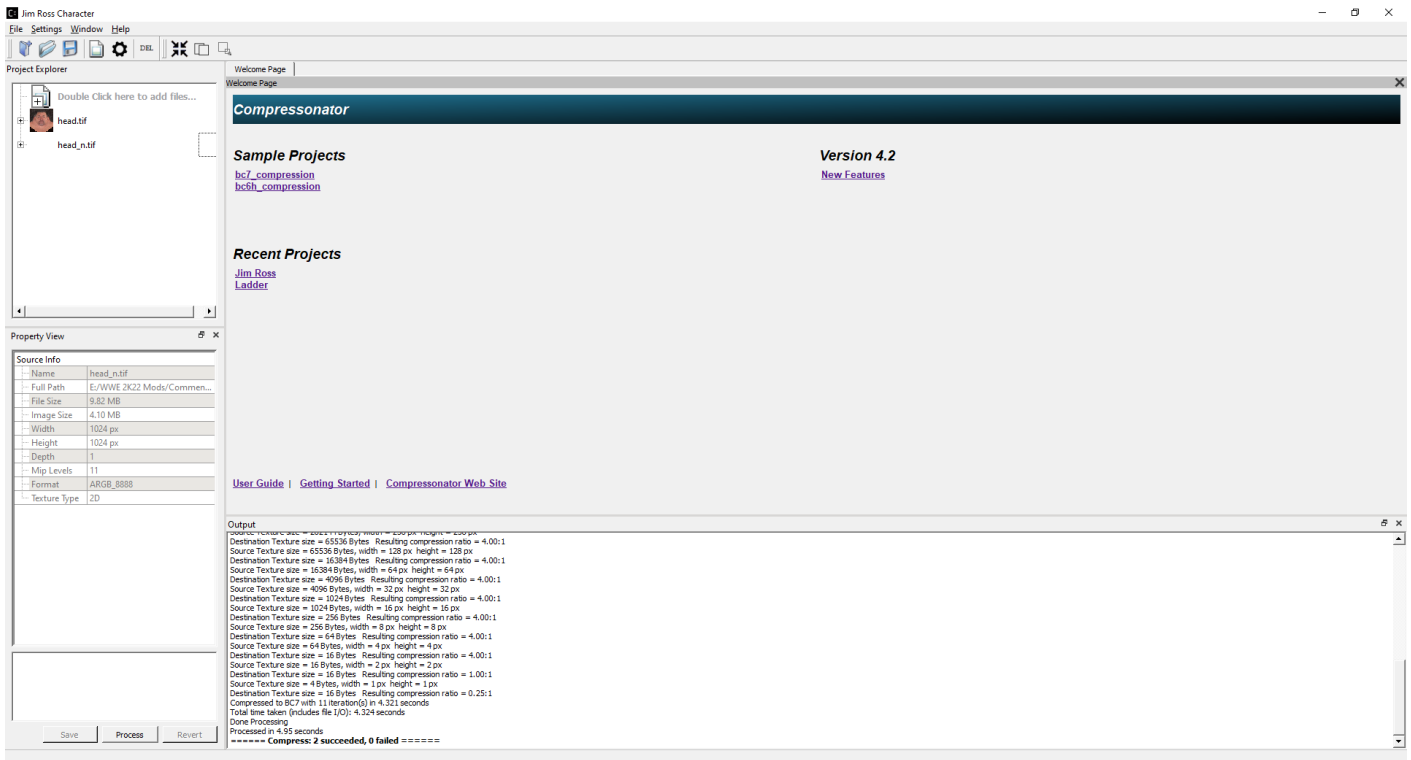 Jim Ross Character
File Settings Window Help
DEL
Project Explorer
Double Click here to add files...
head.tif
head_n.tif
Property View
Source Info
Name head_n.tif
Full Path E:/WWE 2K22 Mods/Commen...
File Size 9.82 MB
Image Size 4.10 MB
Width 1024 px
Height 1024 px
Depth 1
Mip Levels 11
Format ARGB_8888
Texture Type 2D
Save Process Revert
Welcome Page
Welcome Page
Compressonator
Sample Projects
bc7_compression
bc6h_compression
Version 4.2
New Features
Recent Projects
Jim Ross
Ladder
User Guide | Getting Started | Compressonator Web Site
Output
Destination Texture size = 65536 Bytes Resulting compression ratio = 4.00:1
Source Texture size = 65536 Bytes, width = 128 px height = 128 px
Destination Texture size = 16384 Bytes Resulting compression ratio = 4.00:1
Source Texture size = 16384 Bytes, width = 64 px height = 64 px
Destination Texture size = 4096 Bytes Resulting compression ratio = 4.00:1
Source Texture size = 4096 Bytes, width = 32 px height = 32 px
Destination Texture size = 1024 Bytes Resulting compression ratio = 4.00:1
Source Texture size = 1024 Bytes, width = 16 px height = 16 px
Destination Texture size = 256 Bytes Resulting compression ratio = 4.00:1
Source Texture size = 256 Bytes, width = 8 px height = 8 px
Destination Texture size = 64 Bytes Resulting compression ratio = 4.00:1
Source Texture size = 64 Bytes, width = 4 px height = 4 px
Destination Texture size = 16 Bytes Resulting compression ratio = 4.00:1
Source Texture size = 16 Bytes, width = 2 px height = 2 px
Destination Texture size = 16 Bytes Resulting compression ratio = 1.00:1
Source Texture size = 4 Bytes, width = 1 px height = 1 px
Destination Texture size = 16 Bytes Resulting compression ratio = 0.25:1
Compressed to BC7 with 11 iteration(s) in 4.321 seconds
Total time taken (includes file I/O): 4.324 seconds
Done Processing
Processed in 4.95 seconds
====== Compress: 2 succeeded, 0 failed ======